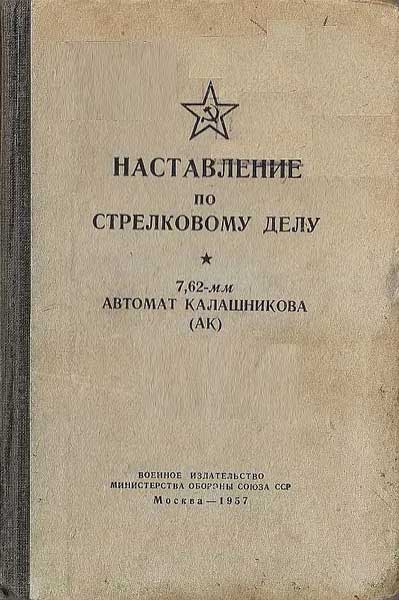 НАСТАВЛЕНИЕ
по
СТРЕЛКОВОМУ ДЕЛУ
7,62-мм
АВТОМАТ КАЛАШНИКОВА
(АК)
ВОЕННОЕ ИЗДАТЕЛЬСТВО
МИНИСТЕРСТВА ОБОРОНЫ СОЮЗА ССР
Москва — 1957